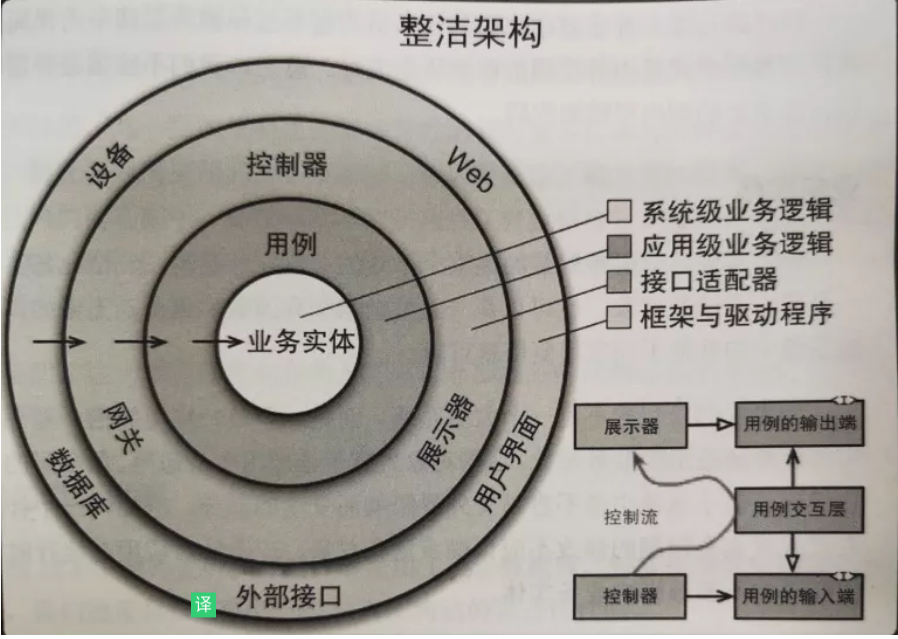 整洁架构
设备
控制器
Web
用例
业务实体
网关
展示器
数据库
用户界面
外部接口
系统级业务逻辑
应用级业务逻辑
接口适配器
框架与驱动程序
展示器
用例的输出端
控制流
用例交互层
控制器
用例的输入端
译